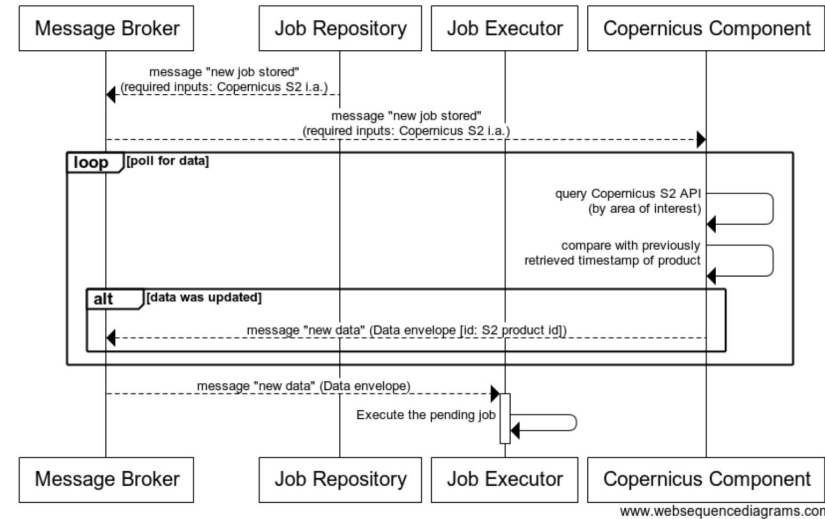 Message Broker
Job Repository
Job Executor
Copernicus Component
message "new job stored"
(required inputs: Copernicus S2 i.a.)
message "new job stored"
(required inputs: Copernicus S2 i.a.)
loop
[poll for data]
query Copernicus S2 API
(by area of interest)
compare with previously
retrieved timestamp of product
alt
[data was updated]
message "new data" (Data envelope [id: S2 product id])
message "new data" (Data envelope)
Execute the pending job
Message Broker
Job Repository
Job Executor
Copernicus Component
www.websequencediagrams.con